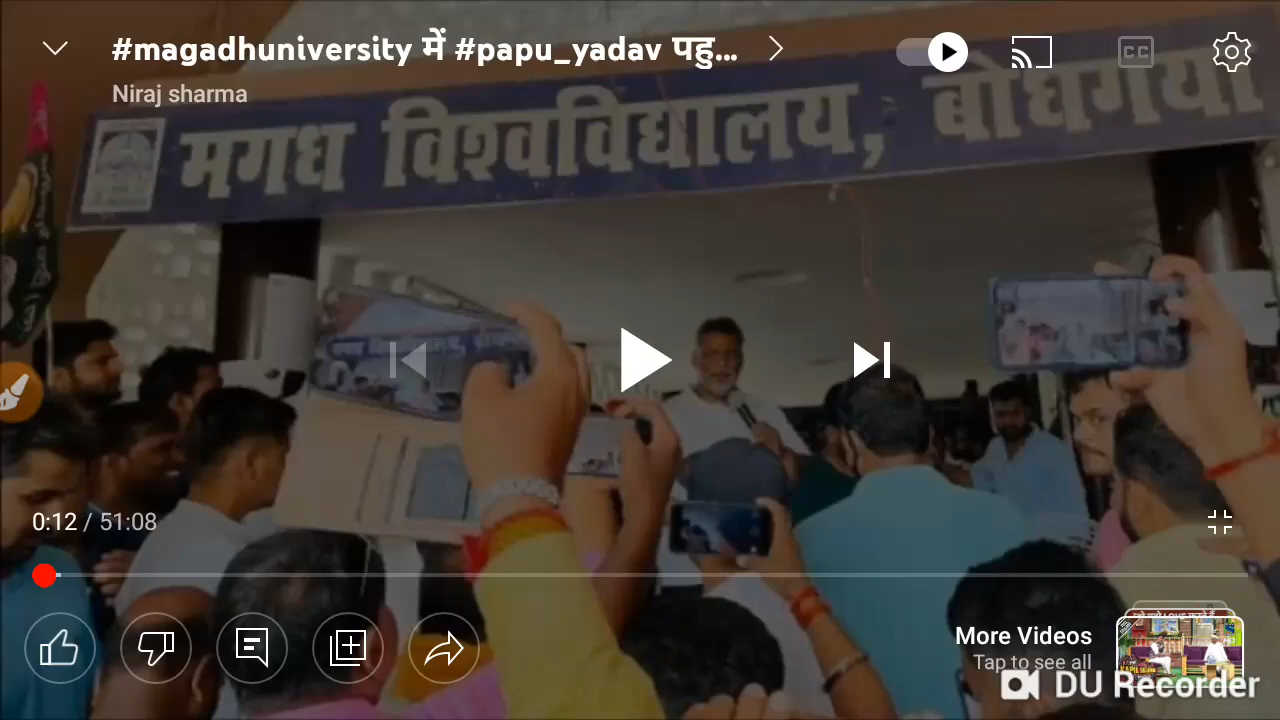 #magadhuniversity में #papu_yadav पहु...
Niraj sharma
CC
मगध विश्वविद्यालय, बोधगया
0:12 / 51:08
More Videos
Tap to see all
DU Recorder